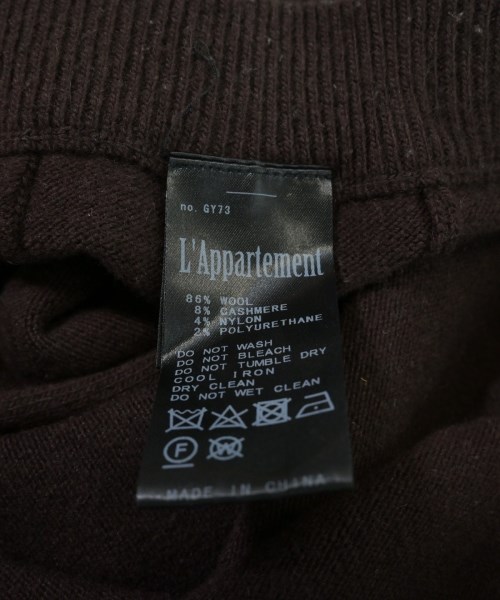 no. GY73
L'Appartement
86% WOOL
8% CASHMERE
4% NYLON
2% POLYURETHANE
DO NOT WASH
DO NOT BLEACH
DO NOT TUMBLE DRY
COOL IRON
DRY CLEAN
DO NOT WET CLEAN
F W
MADE IN CHINA